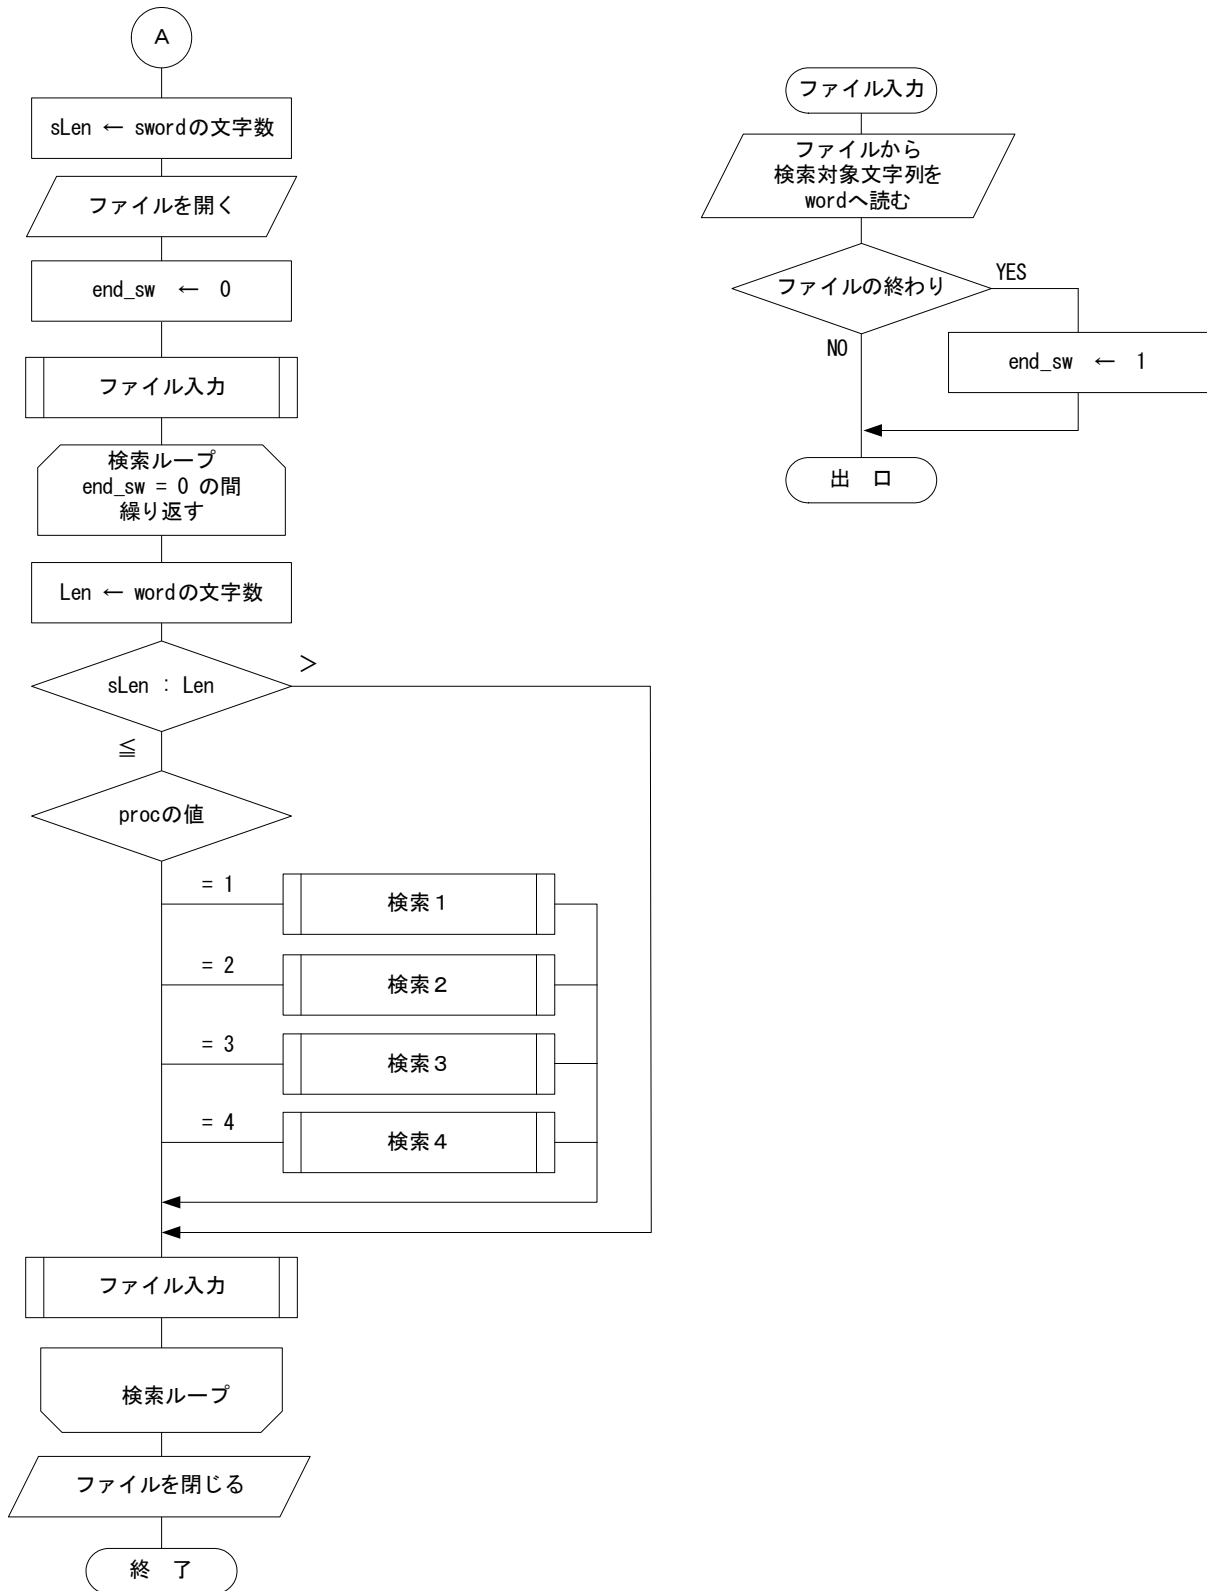 A
sLen ← swordの文字数
ファイルを開く
end_sw ← 0
ファイル入力
検索ループ
end_sw = 0 の間
繰り返す
Len ← wordの文字数
sLen : Len
＞
≦
procの値
= 1
検索１
= 2
検索２
= 3
検索３
= 4
検索４
ファイル入力
検索ループ
ファイルを閉じる
終　了
ファイル入力
ファイルから
検索対象文字列を
wordへ読む
ファイルの終わり
YES
NO
end_sw ← 1
出　口